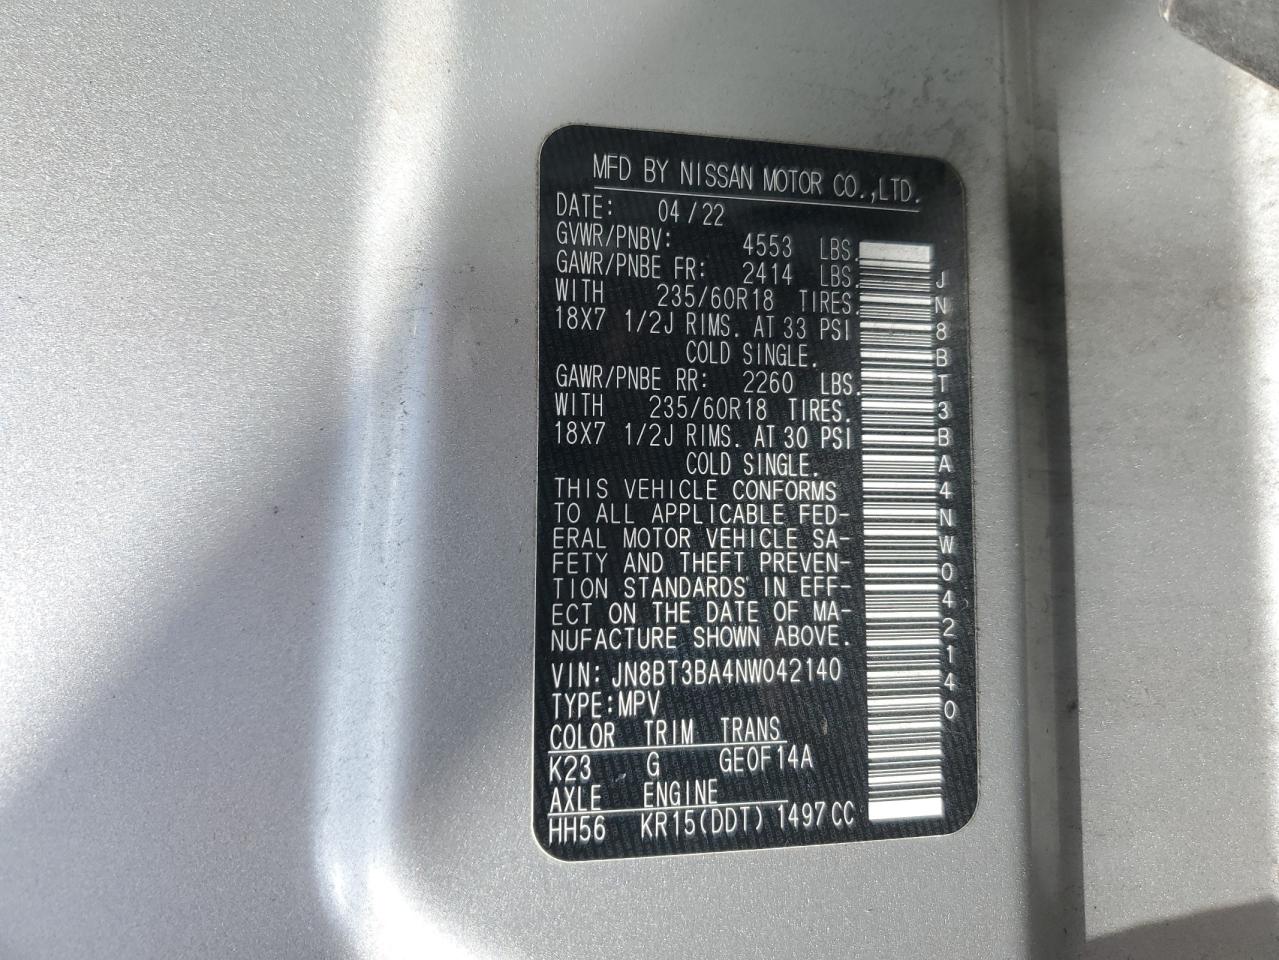 MFD BY NISSAN MOTOR CO.,LTD.
DATE: 04/22
GVWR/PNBV: 4553 LBS.
GAWR/PNBE FR: 2414 LBS.
WITH 235/60R18 TIRES.
18X7 1/2J RIMS. AT 33 PSI
COLD SINGLE.
GAWR/PNBE RR: 2260 LBS.
WITH 235/60R18 TIRES.
18X7 1/2J RIMS. AT 30 PSI
COLD SINGLE.
THIS VEHICLE CONFORMS
TO ALL APPLICABLE FED-
ERAL MOTOR VEHICLE SA-
FETY AND THEFT PREVEN-
TION STANDARDS IN EFF-
ECT ON THE DATE OF MA-
NUFACTURE SHOWN ABOVE.
VIN: JN8BT3BA4NW042140
TYPE:MPV
COLOR TRIM TRANS
K23 G GE0F14A
AXLE ENGINE
HH56 KR15(DDT) 1497CC
JN8BT3BA4NW042140